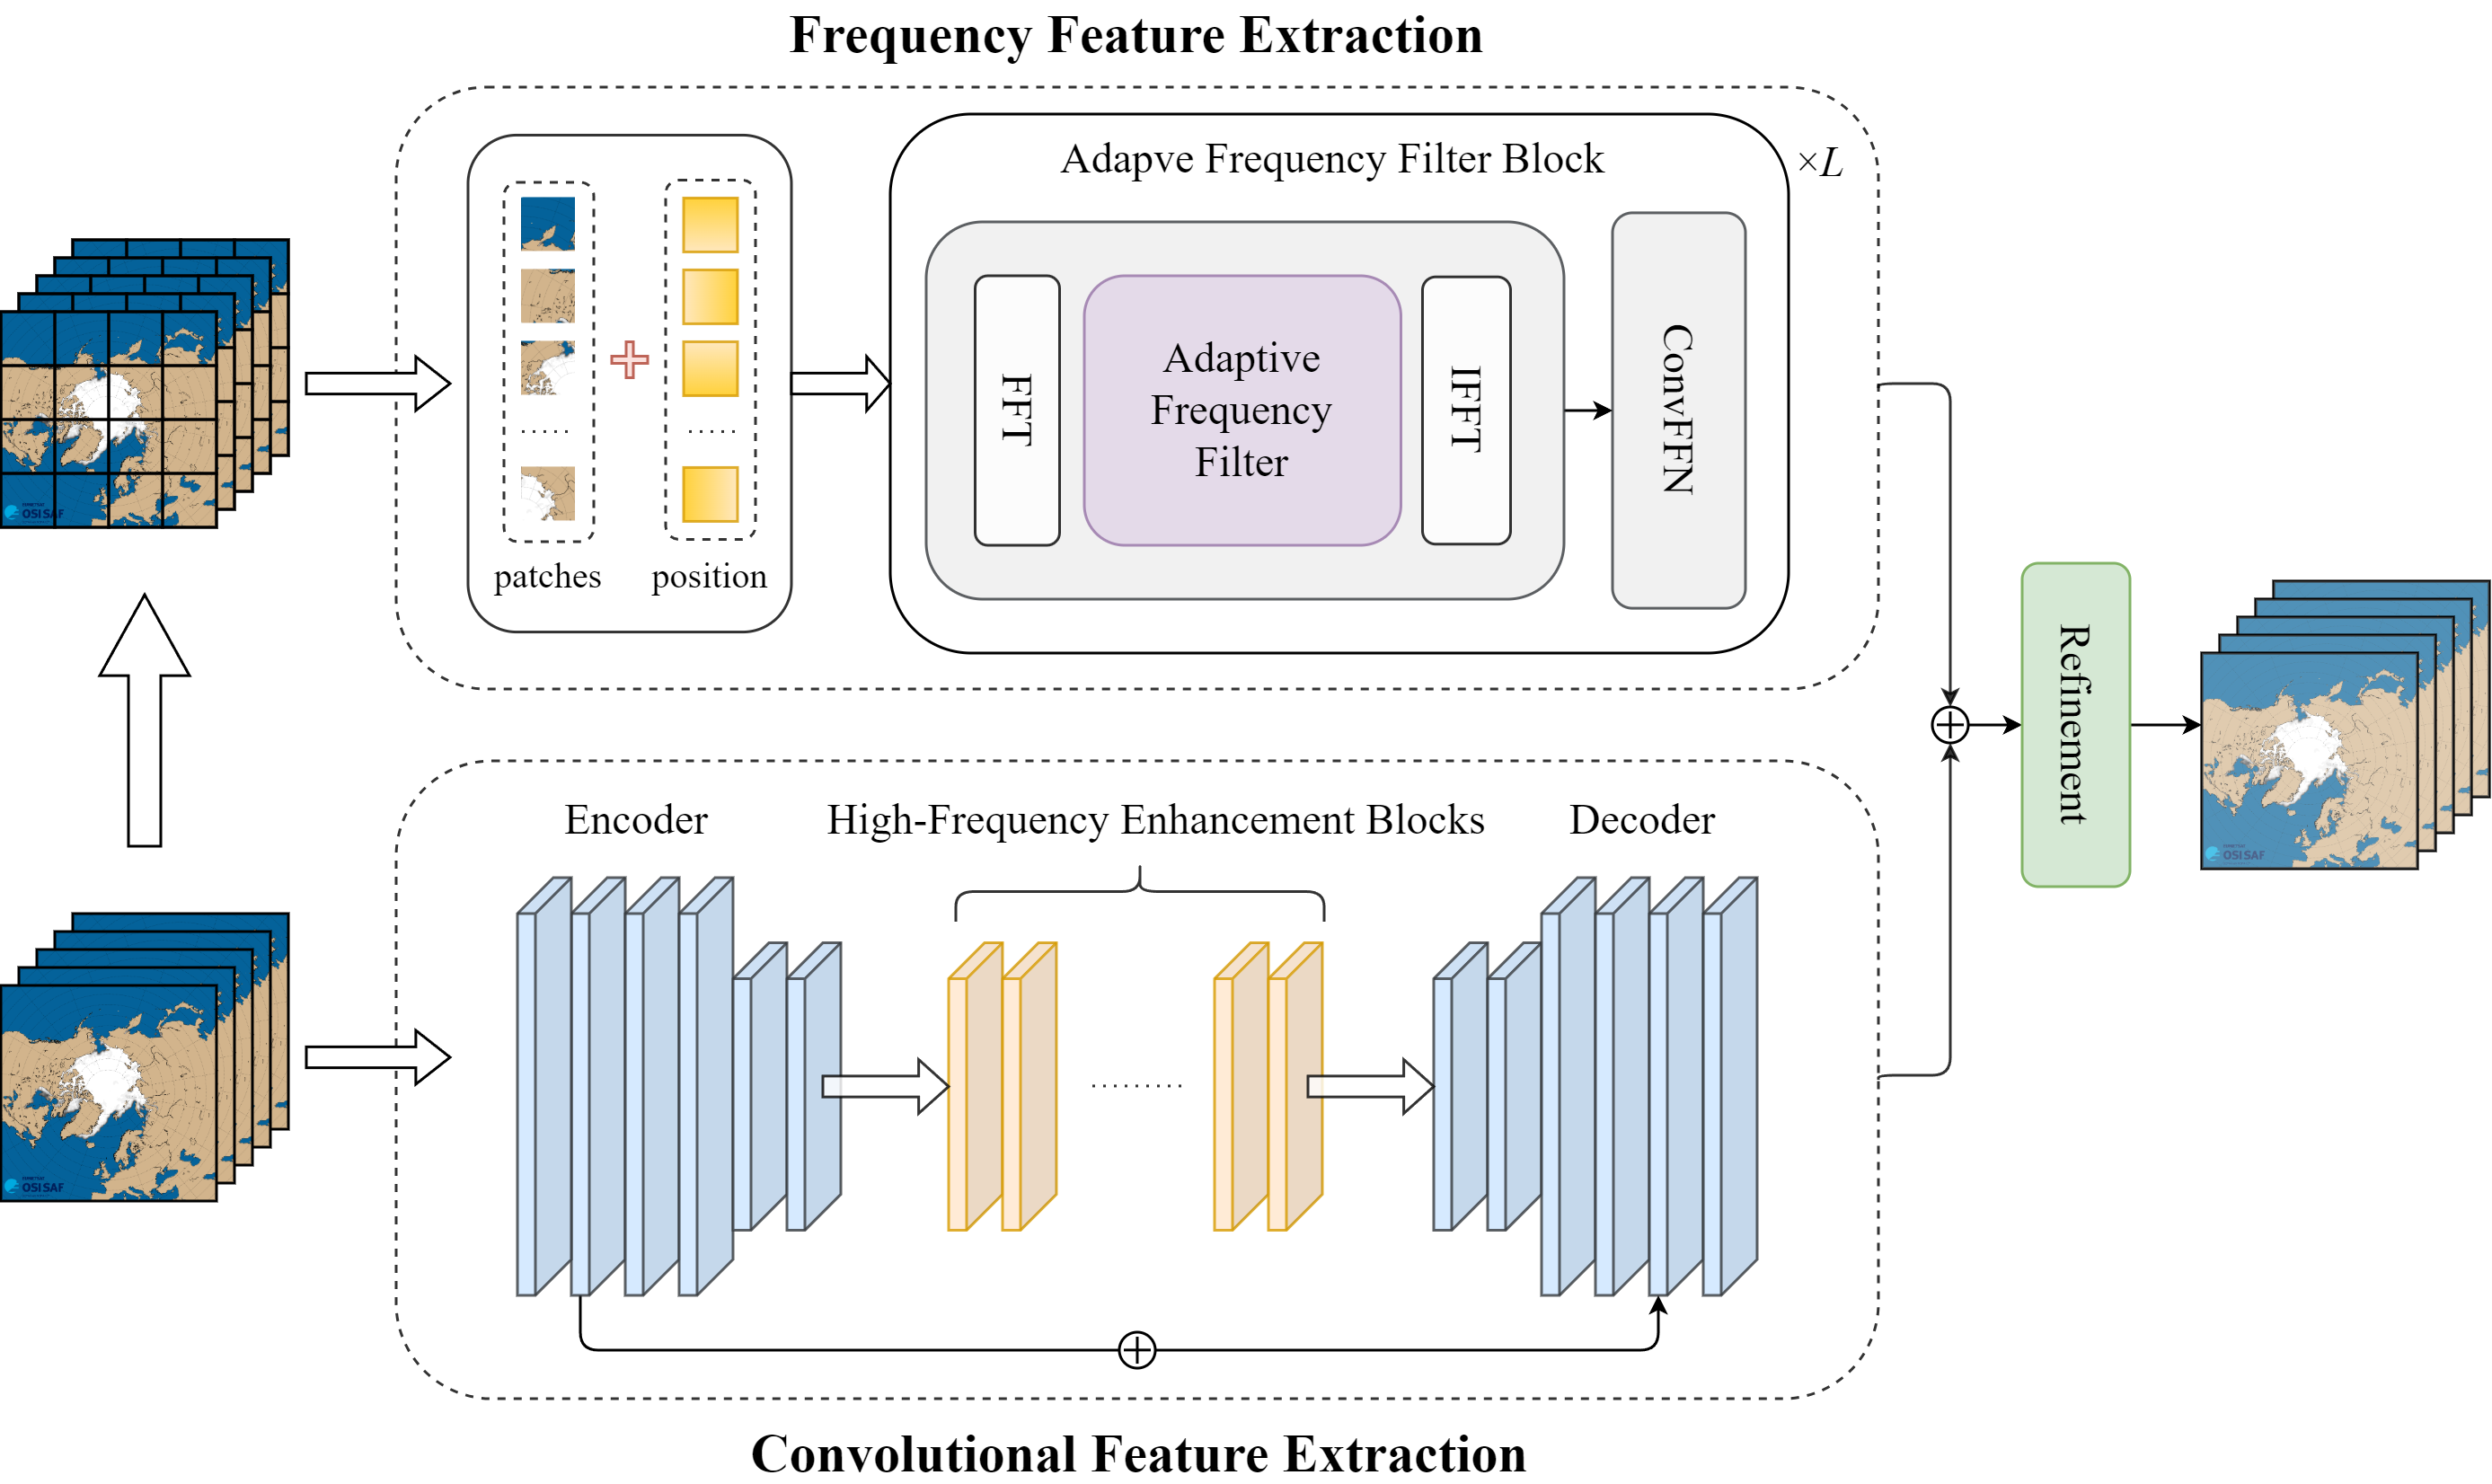 Frequency Feature Extraction
Adapve Frequency Filter Block
×L
patches
position
FFT
Adaptive
Frequency
Filter
IFFT
ConvFFN
OSI SAF
Refinement
OSI SAF
Encoder
High-Frequency Enhancement Blocks
Decoder
OSI SAF
Convolutional Feature Extraction